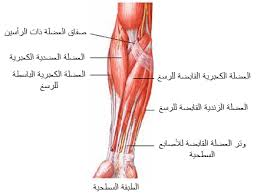 صفاق العضلة ذات الرأسين
العضلة العضدية الكعبرية
العضلة الكعبرية الباسطة
للرسغ
العضلة الكعبرية القابضة للرسغ
العضلة الزندية القابضة للرسغ
وتر العضلة القابضة للأصابع
السطحية
الطبقة السطحية